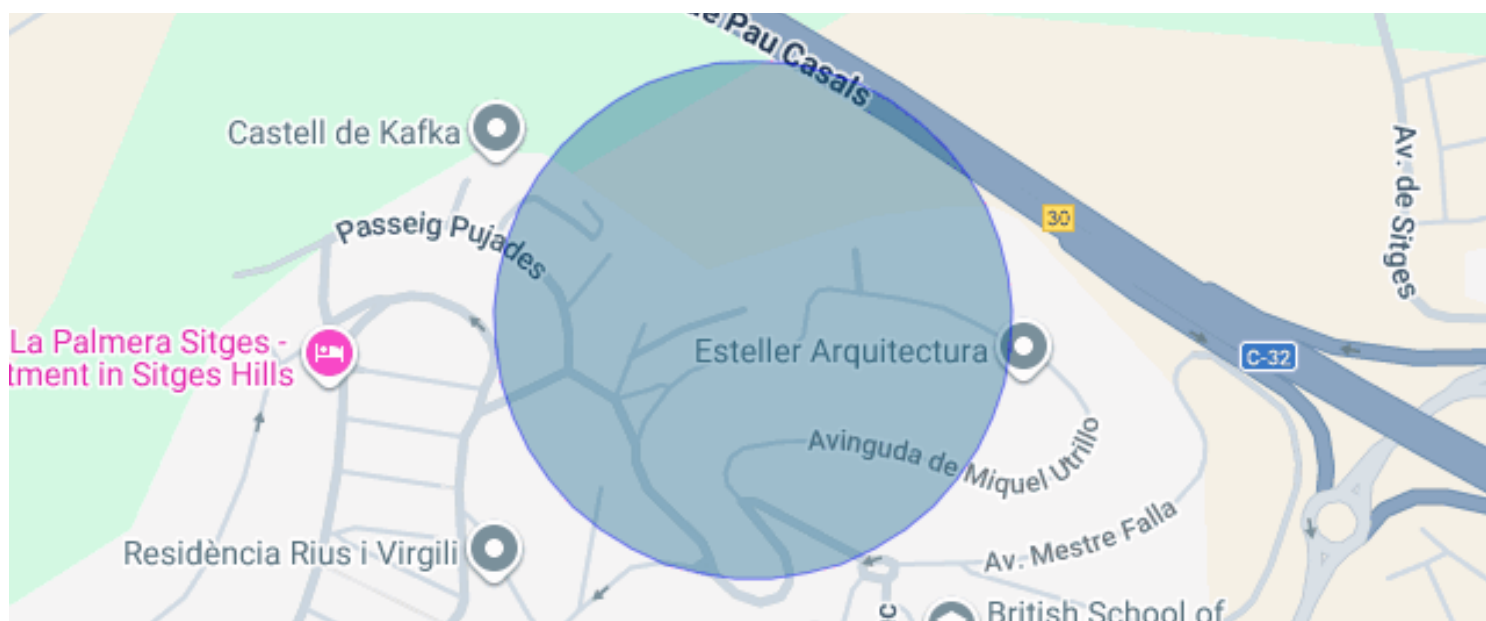 de Pau Casals
Castell de Kafka
Av. de Sitges
Passeig Pujades
30
La Palmera Sitges -
tment in Sitges Hills
Esteller Arquitectura
C-32
Avinguda de Miquel Utrillo
Av. Mestre Falla
Residència Rius i Virgili
British School of